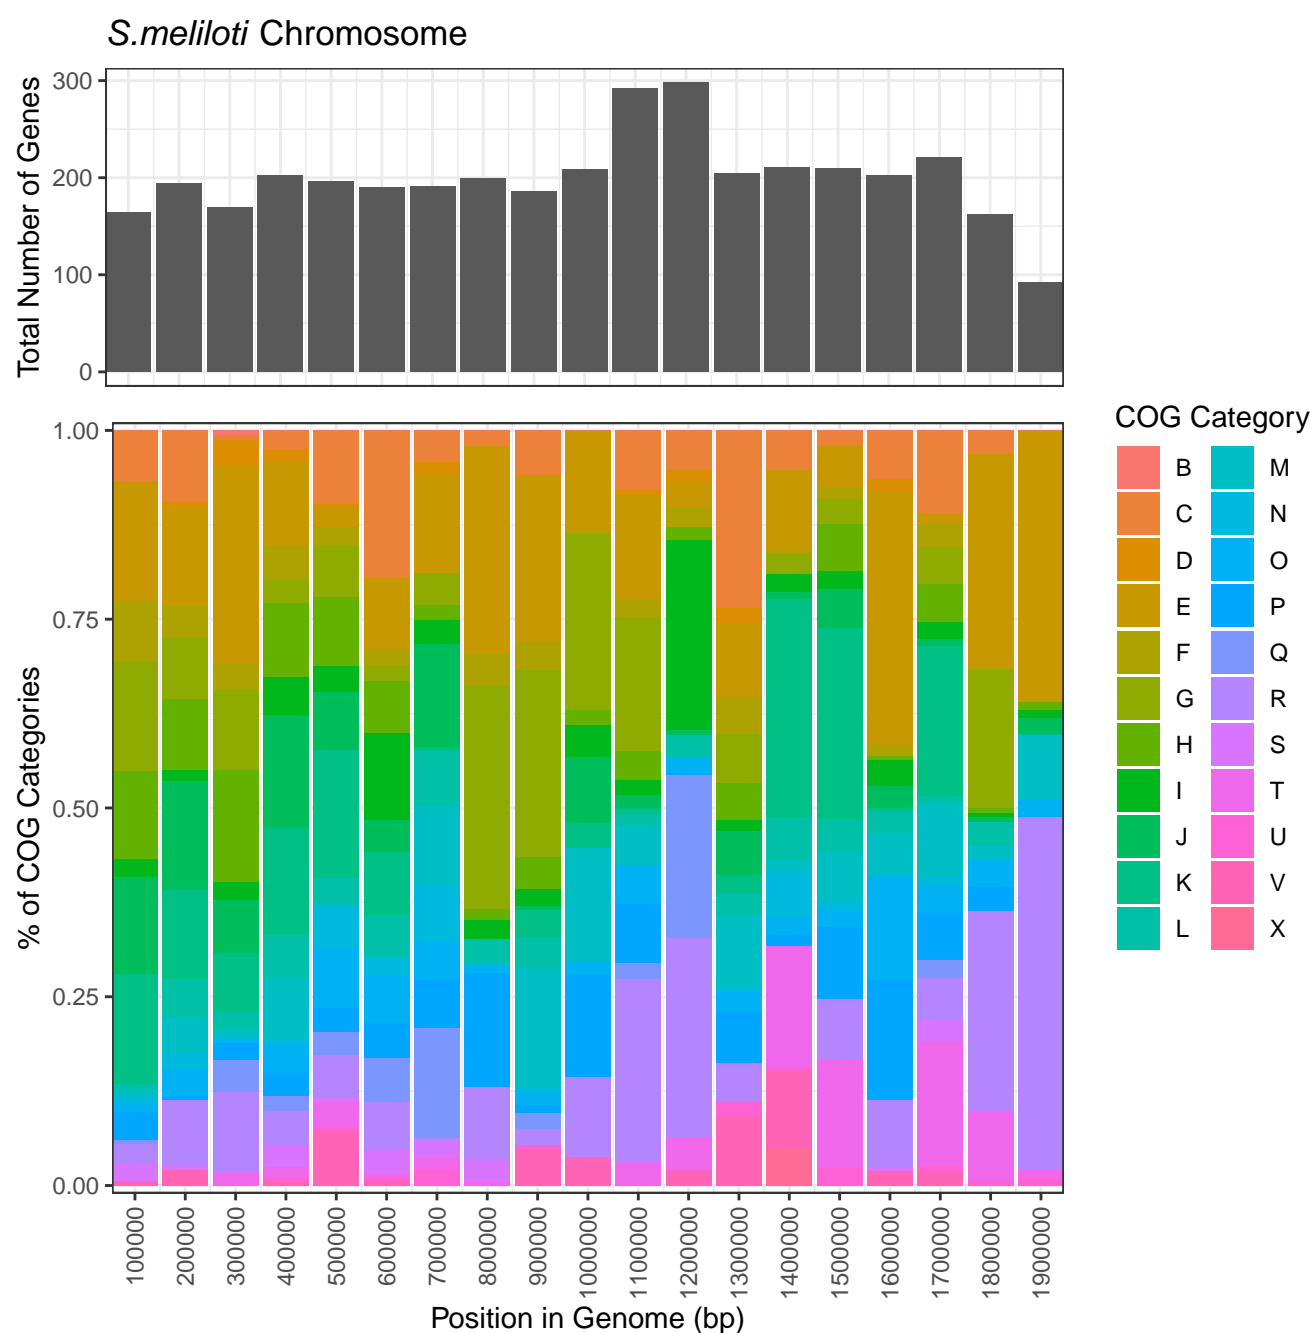 S.meliloti Chromosome
Total Number of Genes
300
200
100
0
% of COG Categories
1.00
0.75
0.50
0.25
0.00
100000
200000
300000
400000
500000
600000
700000
800000
900000
1000000
1100000
1200000
1300000
1400000
1500000
1600000
1700000
1800000
1900000
Position in Genome (bp)
COG Category
B M
C N
D O
E P
F Q
G R
H S
I T
J U
K V
L X